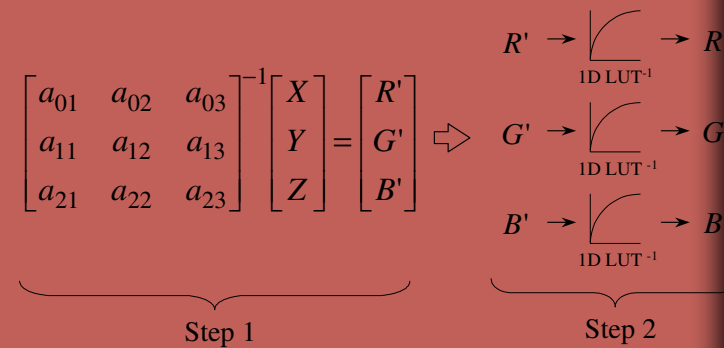 R' → 1D LUT⁻¹ → R
[a₀₁ a₀₂ a₀₃]⁻¹ [X] = [R']
[a₁₁ a₁₂ a₁₃] [Y] = [G'] ⇨
[a₂₁ a₂₂ a₂₃] [Z] = [B']
G' → 1D LUT⁻¹ → G
B' → 1D LUT⁻¹ → B
Step 1
Step 2